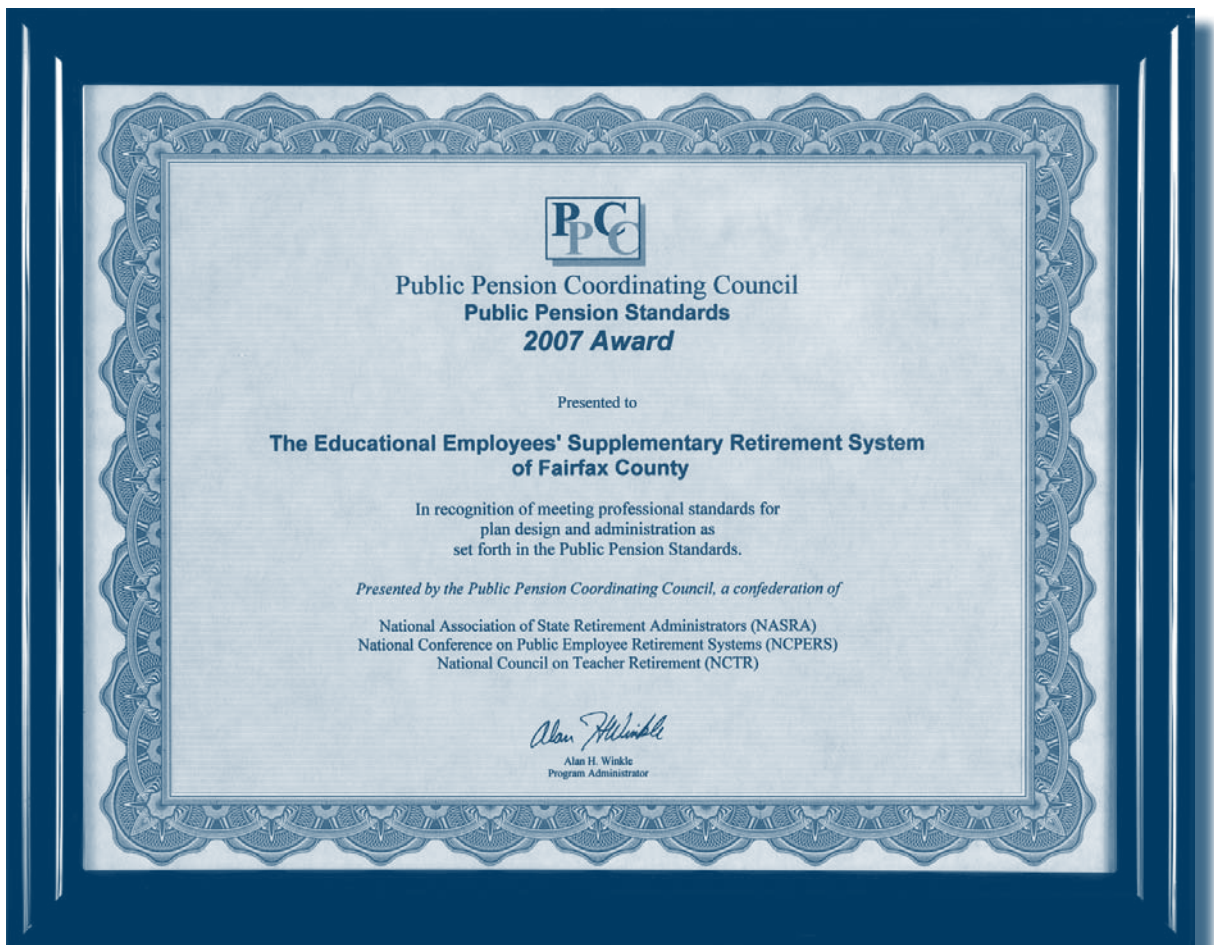 PPCC
Public Pension Coordinating Council
Public Pension Standards
2007 Award
Presented to
The Educational Employees' Supplementary Retirement System
of Fairfax County
In recognition of meeting professional standards for
plan design and administration as
set forth in the Public Pension Standards.
Presented by the Public Pension Coordinating Council, a confederation of
National Association of State Retirement Administrators (NASRA)
National Conference on Public Employee Retirement Systems (NCPERS)
National Council on Teacher Retirement (NCTR)
Alan H Winkle
Alan H. Winkle
Program Administrator